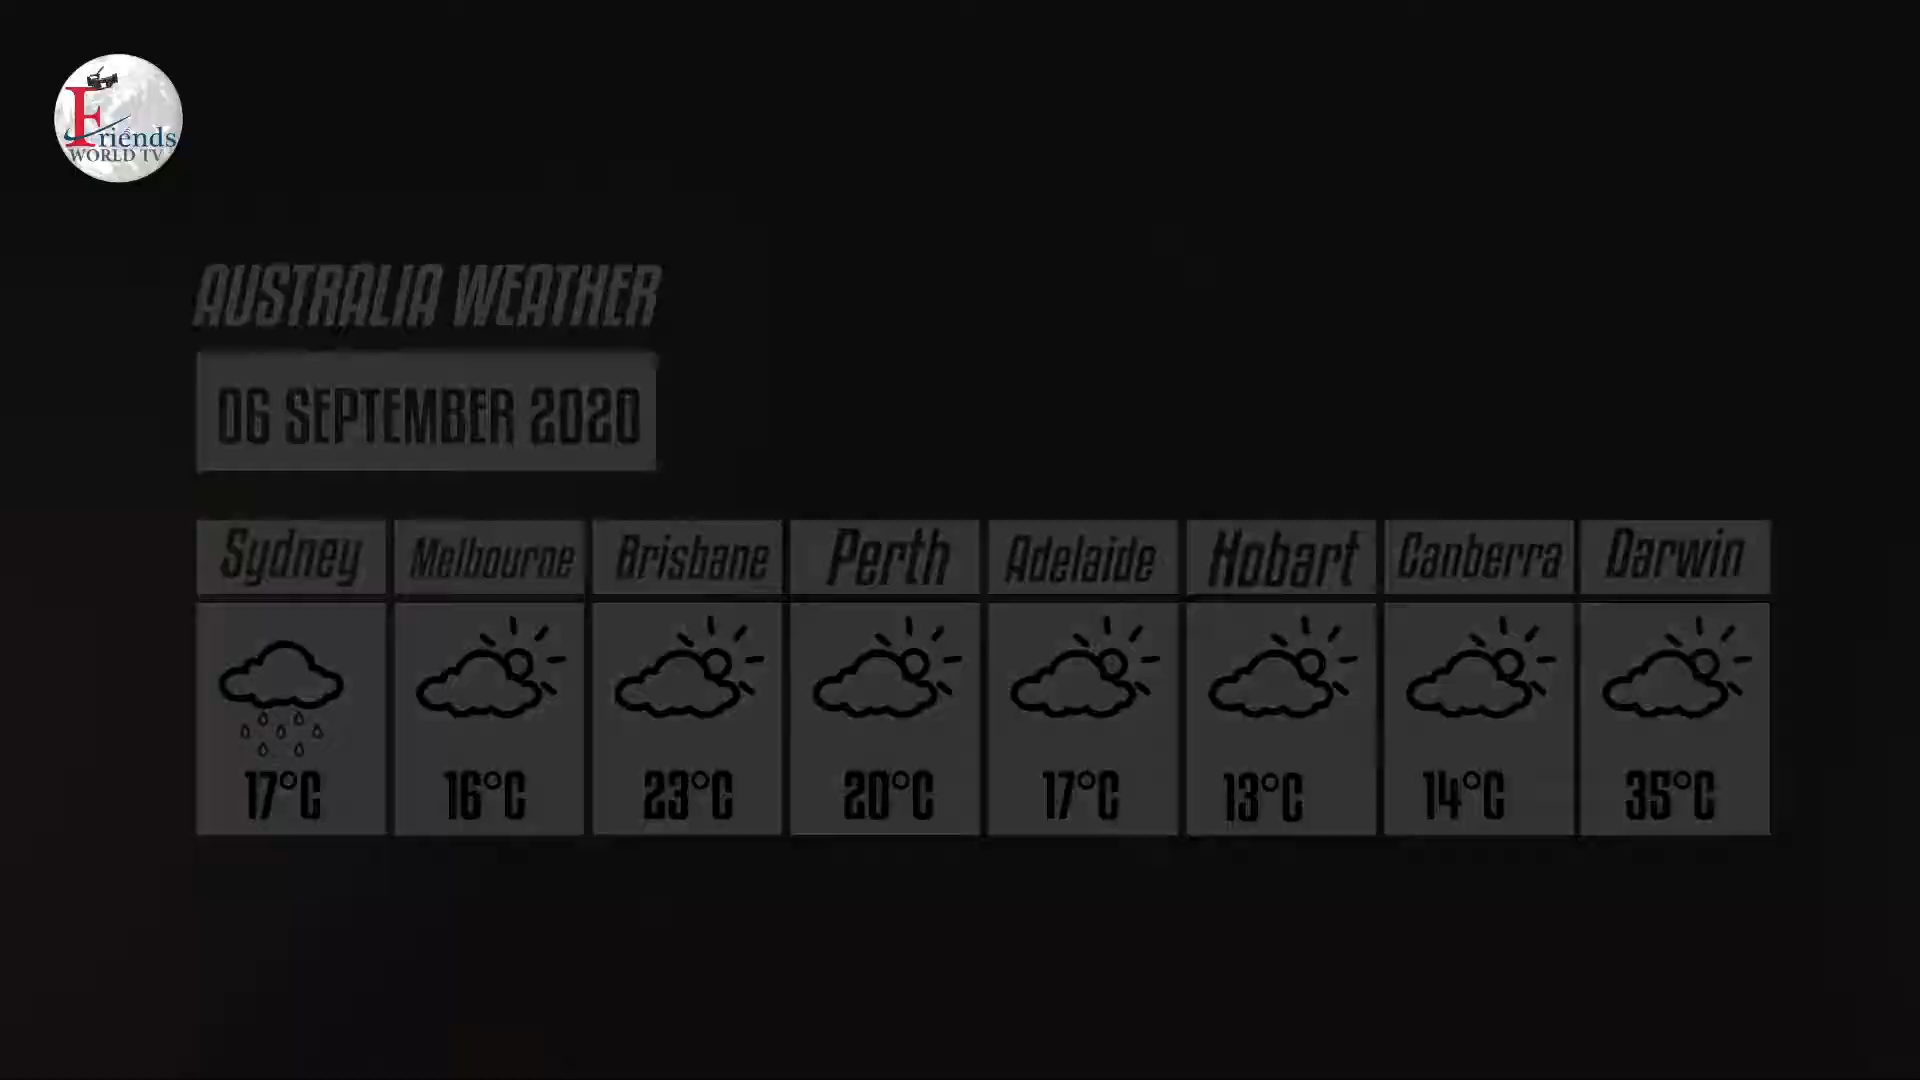 Friends
WORLD TV
AUSTRALIA WEATHER
06 SEPTEMBER 2020
Sydney Melbourne Brisbane Perth Adelaide Hobart Canberra Darwin
17°C 16°C 23°C 20°C 17°C 13°C 14°C 35°C